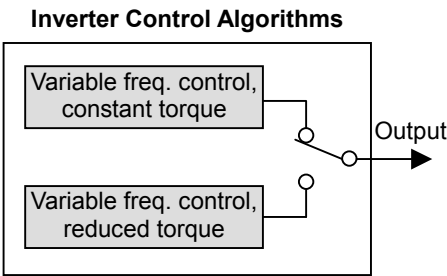 Inverter Control Algorithms
Variable freq. control,
constant torque
Output
Variable freq. control,
reduced torque